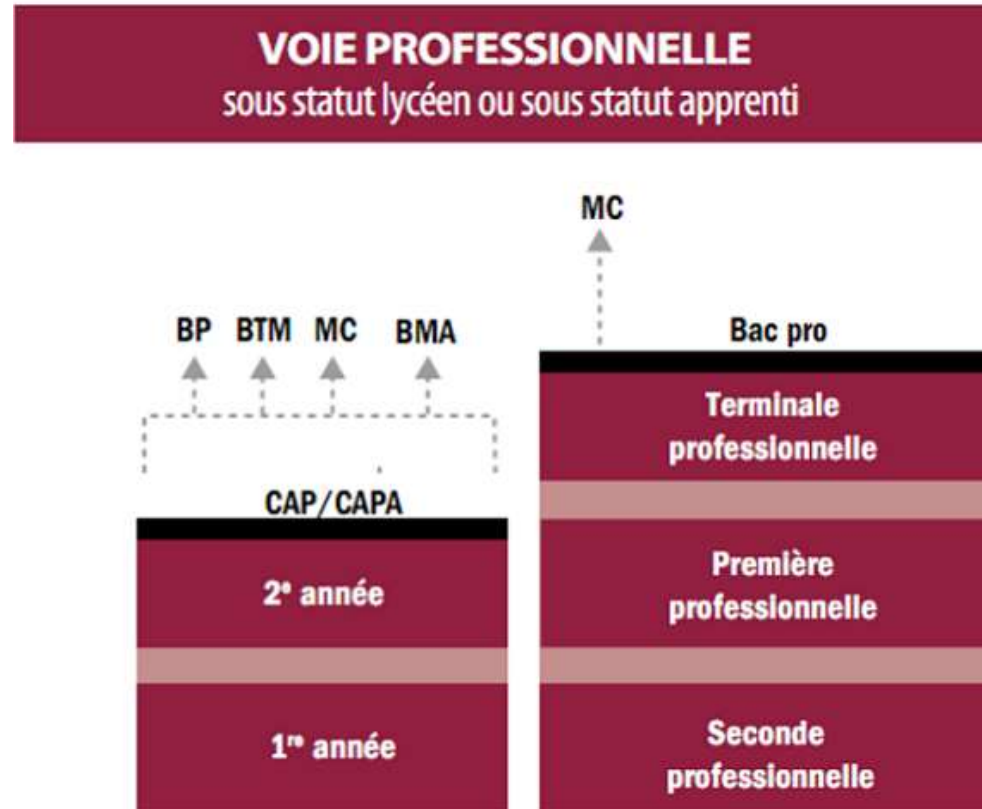 VOIE PROFESSIONNELLE
sous statut lycéen ou sous statut apprenti
MC
BP BTM MC BMA
CAP/CAPA
2e année
1re année
Bac pro
Terminale
professionnelle
Première
professionnelle
Seconde
professionnelle